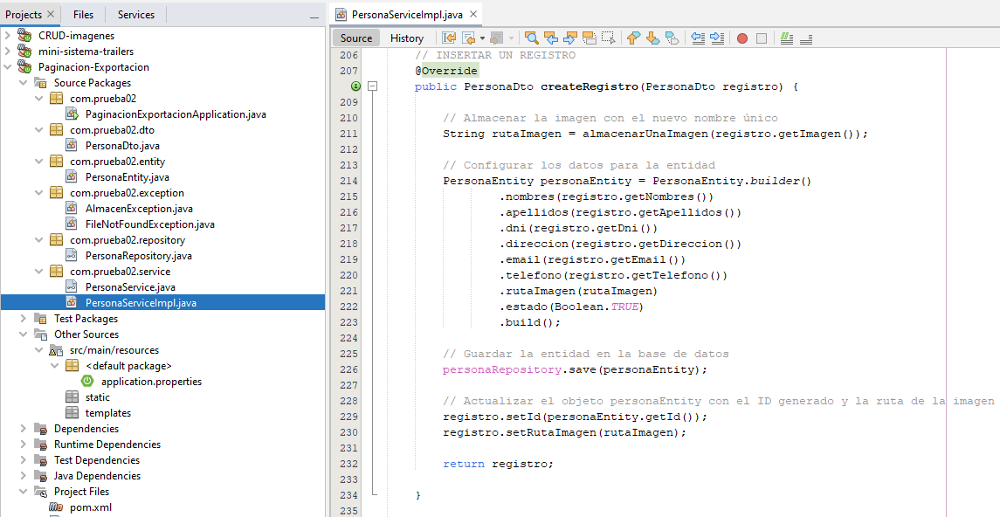 Projects Files Services
CRUD-imagenes
mini-sistema-trailers
Paginacion-Exportacion
Source Packages
com.prueba02
PaginacionExportacionApplication.java
com.prueba02.dto
PersonaDto.java
com.prueba02.entity
PersonaEntity.java
com.prueba02.exception
AlmacenException.java
FileNotFoundException.java
com.prueba02.repository
PersonaRepository.java
com.prueba02.service
PersonaService.java
PersonaServiceImpl.java
Test Packages
Other Sources
src/main/resources
<default package>
application.properties
static
templates
Dependencies
Runtime Dependencies
Test Dependencies
Java Dependencies
Project Files
pom.xml
PersonaServiceImpl.java
Source History
206 // INSERTAR UN REGISTRO
207 @Override
public PersonaDto createRegistro(PersonaDto registro) {
209
210 // Almacenar la imagen con el nuevo nombre único
211 String rutaImagen = almacenarUnaImagen(registro.getImagen());
212
213 // Configurar los datos para la entidad
214 PersonaEntity personaEntity = PersonaEntity.builder()
215 .nombres(registro.getNombres())
216 .apellidos(registro.getApellidos())
217 .dni(registro.getDni())
218 .direccion(registro.getDireccion())
219 .email(registro.getEmail())
220 .telefono(registro.getTelefono())
221 .rutaImagen(rutaImagen)
222 .estado(Boolean.TRUE)
223 .build();
224
225 // Guardar la entidad en la base de datos
226 personaRepository.save(personaEntity);
227
228 // Actualizar el objeto personaEntity con el ID generado y la ruta de la imagen
229 registro.setId(personaEntity.getId());
230 registro.setRutaImagen(rutaImagen);
231
232 return registro;
233
234 }
235